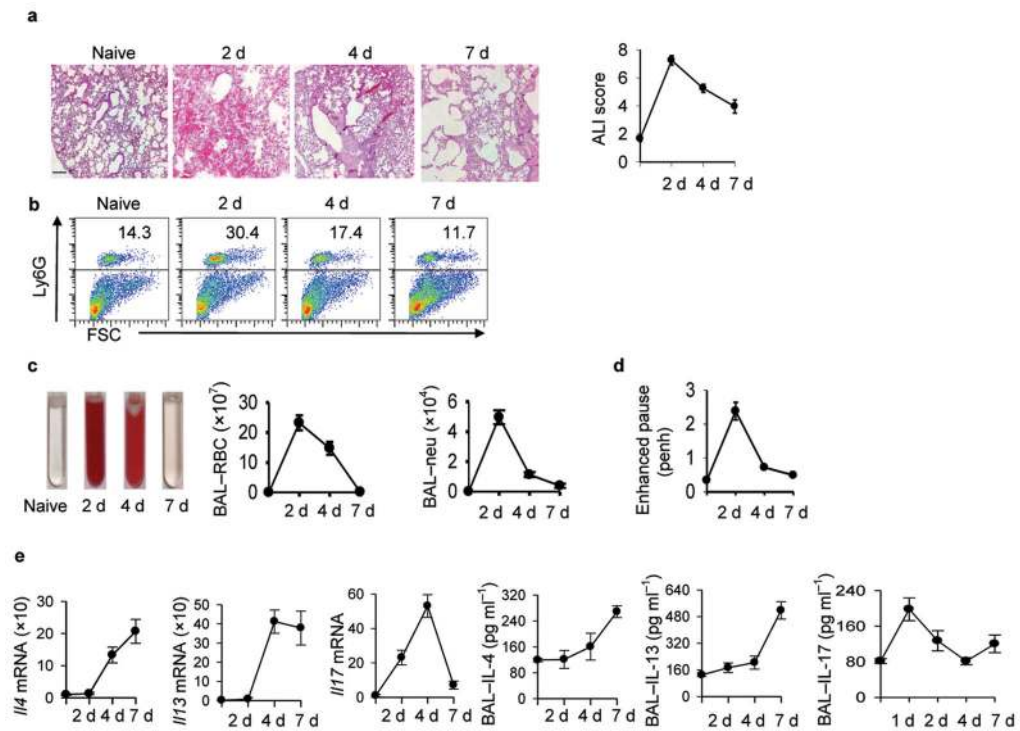 a
Naive 2 d 4 d 7 d
ALI score
8
6
4
2
0
2 d 4 d 7 d
b
Naive 2 d 4 d 7 d
14.3 30.4 17.4 11.7
Ly6G
FSC
c
Naive 2 d 4 d 7 d
BAL–RBC (×10⁷)
30
20
10
0
2 d 4 d 7 d
BAL–neu (×10⁴)
6
4
2
0
2 d 4 d 7 d
d
Enhanced pause
(penh)
3
2
1
0
2 d 4 d 7 d
e
Il4 mRNA (×10)
30
20
10
0
2 d 4 d 7 d
Il13 mRNA (×10)
50
40
30
20
10
0
2 d 4 d 7 d
Il17 mRNA
60
40
20
0
2 d 4 d 7 d
BAL–IL-4 (pg ml⁻¹)
320
240
160
80
0
2 d 4 d 7 d
BAL–IL-13 (pg ml⁻¹)
640
480
320
160
0
2 d 4 d 7 d
BAL–IL-17 (pg ml⁻¹)
240
160
80
0
1 d 2 d 4 d 7 d